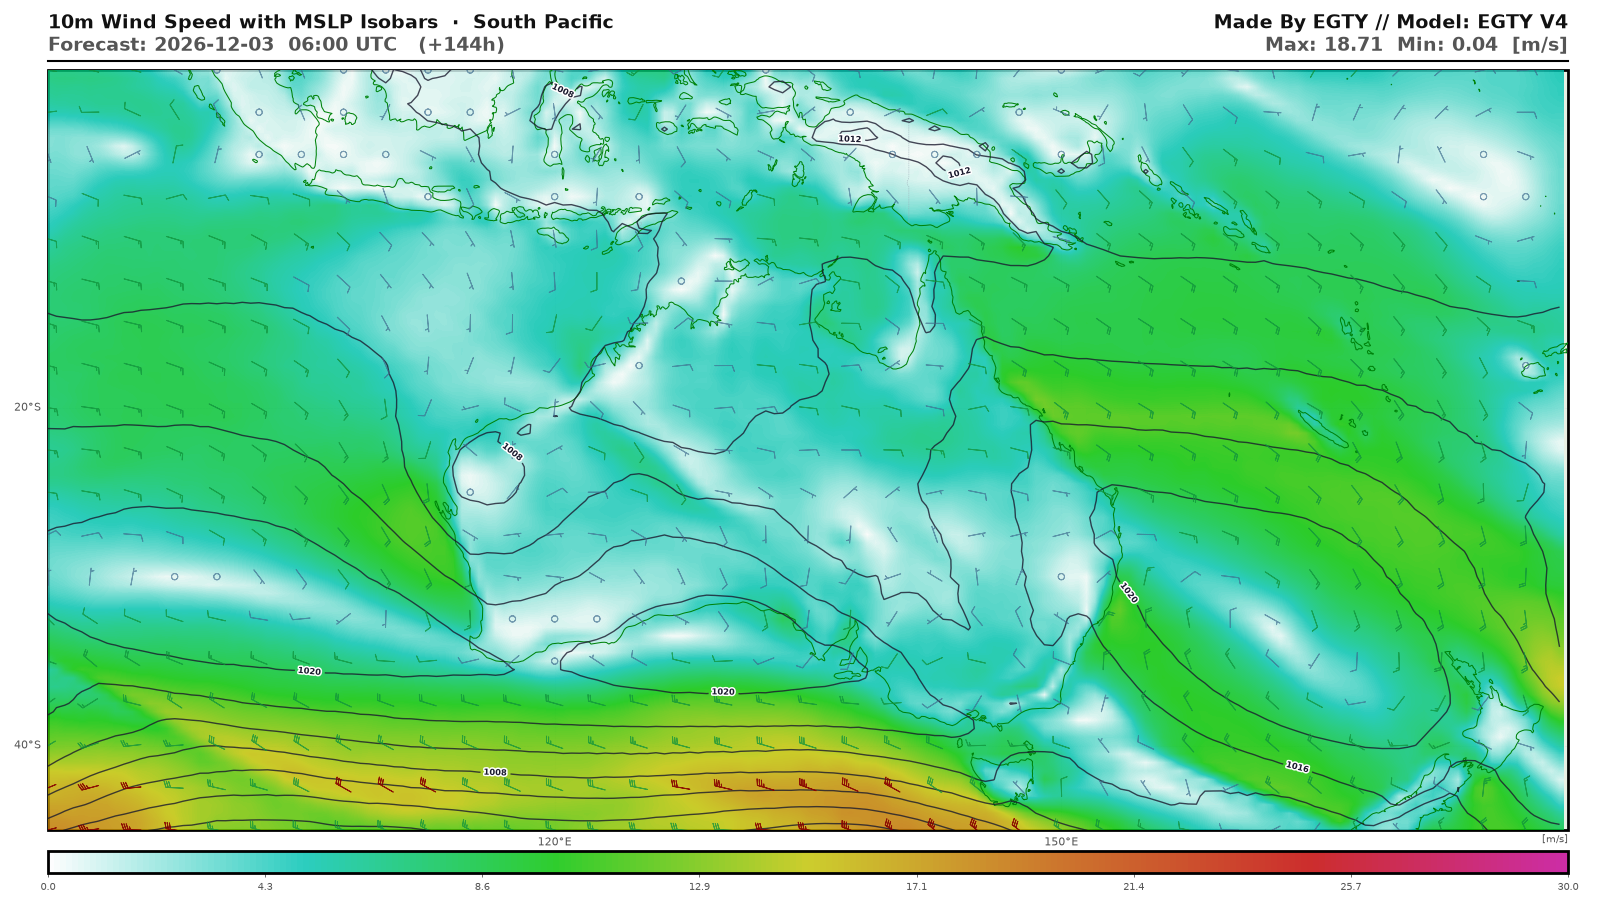 10m Wind Speed with MSLP Isobars · South Pacific
Made By EGTY // Model: EGTY V4
Forecast: 2026-12-03 06:00 UTC (+144h)
Max: 18.71 Min: 0.04 [m/s]
1008
1012
1012
20°S
1008
1020
1020
1020
40°S
1016
1008
120°E
150°E
[m/s]
0.0
4.3
8.6
12.9
17.1
21.4
25.7
30.0